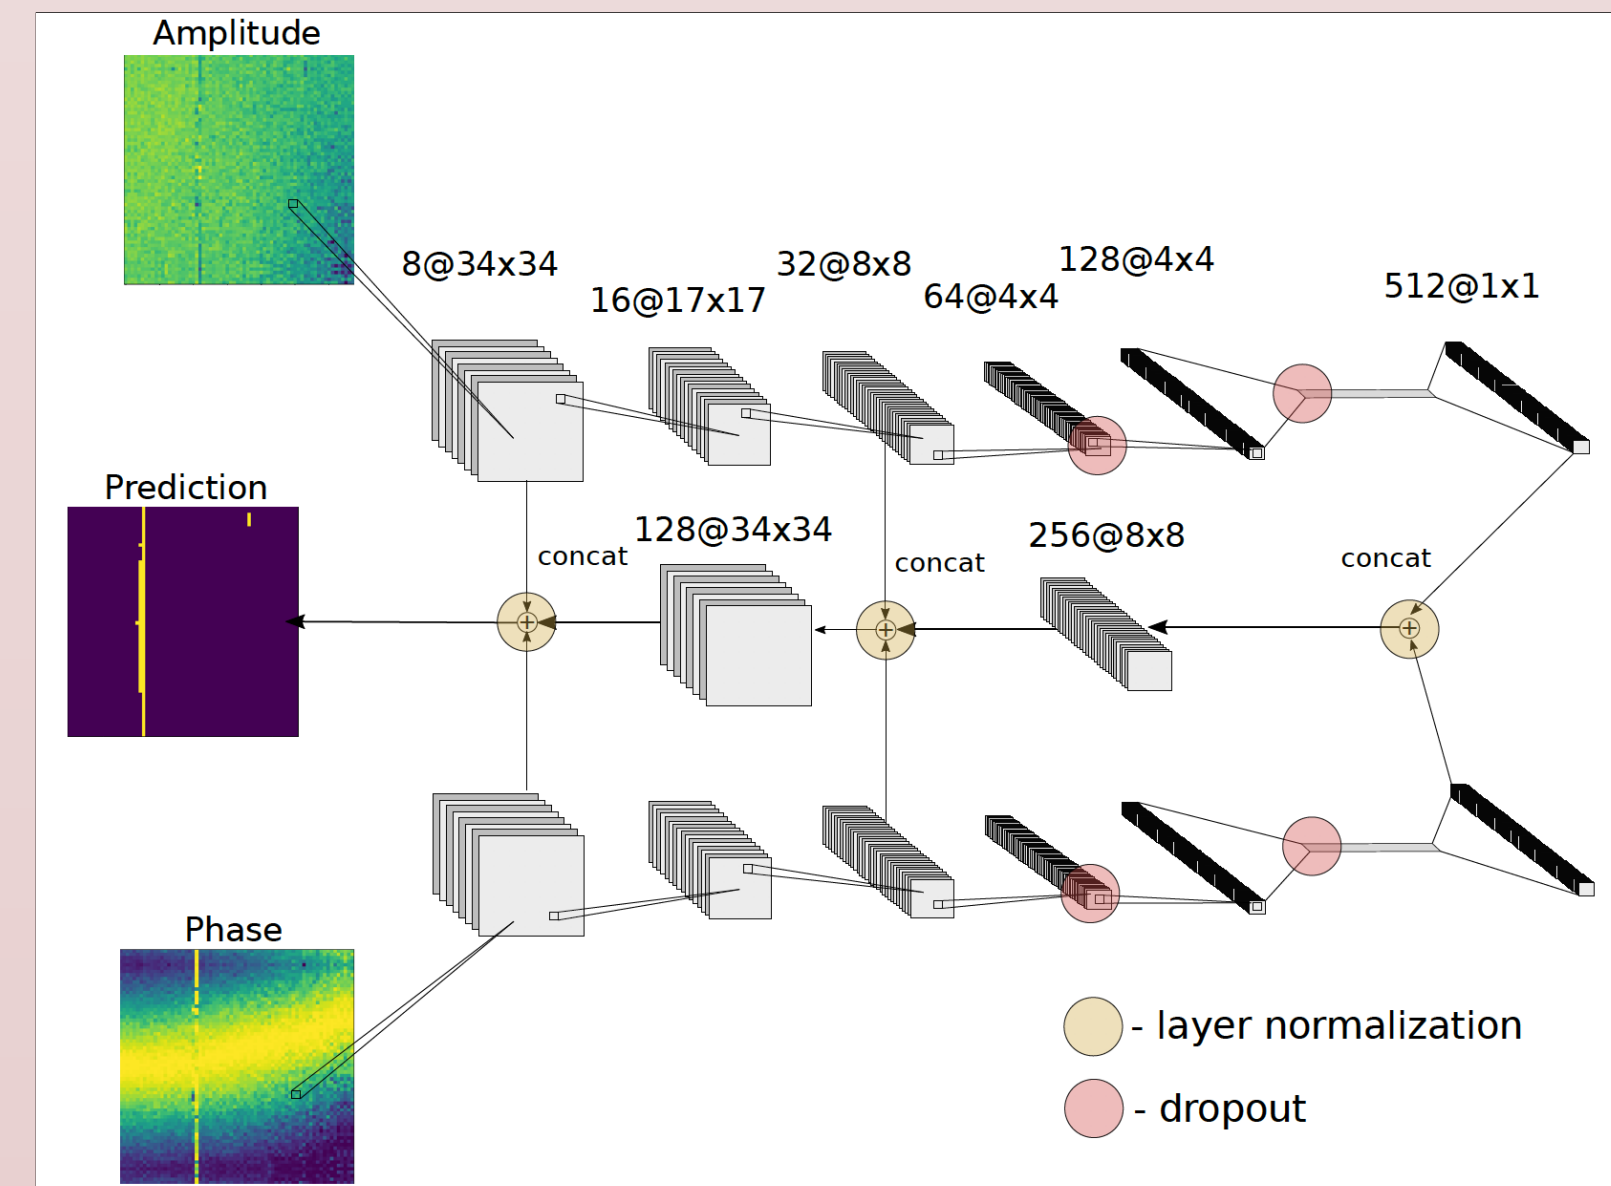 Amplitude
8@34x34
16@17x17
32@8x8
64@4x4
128@4x4
512@1x1
Prediction
concat
128@34x34
concat
256@8x8
concat
Phase
- layer normalization
- dropout